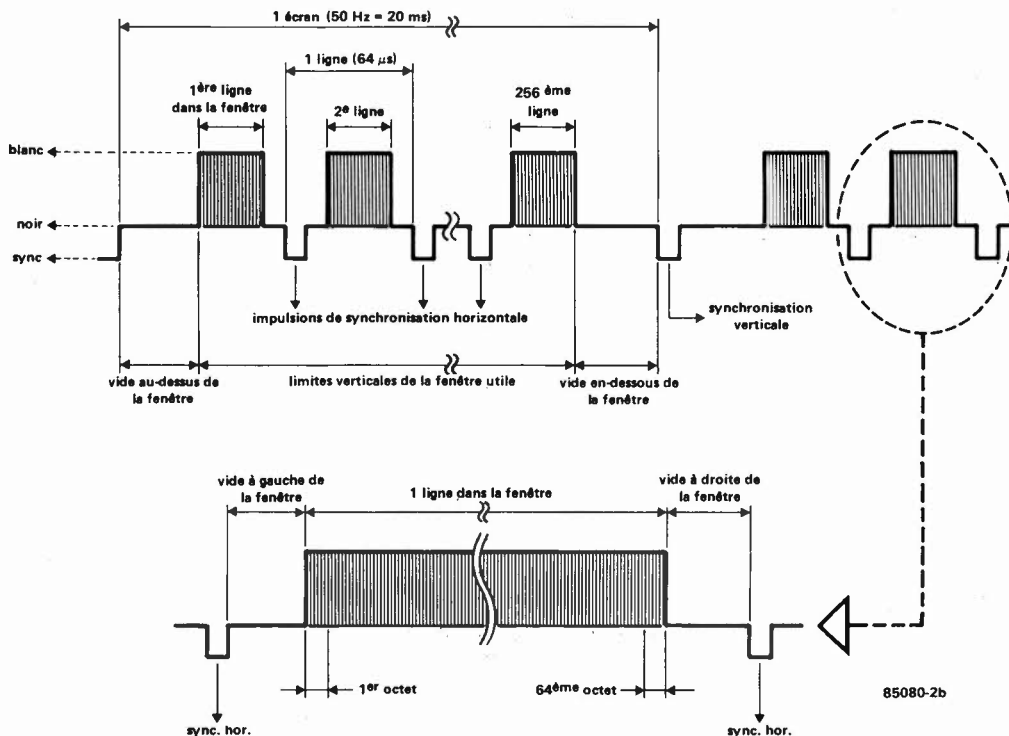 1 écran (50 Hz = 20 ms)
1 ligne (64 µs)
1ère ligne
dans la fenêtre
2e ligne
256 ème
ligne
blanc
noir
sync
impulsions de synchronisation horizontale
synchronisation
verticale
vide au-dessus de
la fenêtre
limites verticales de la fenêtre utile
vide en-dessous de
la fenêtre
vide à gauche de
la fenêtre
1 ligne dans la fenêtre
vide à droite de
la fenêtre
1er octet
64ème octet
85080-2b
sync. hor.
sync. hor.